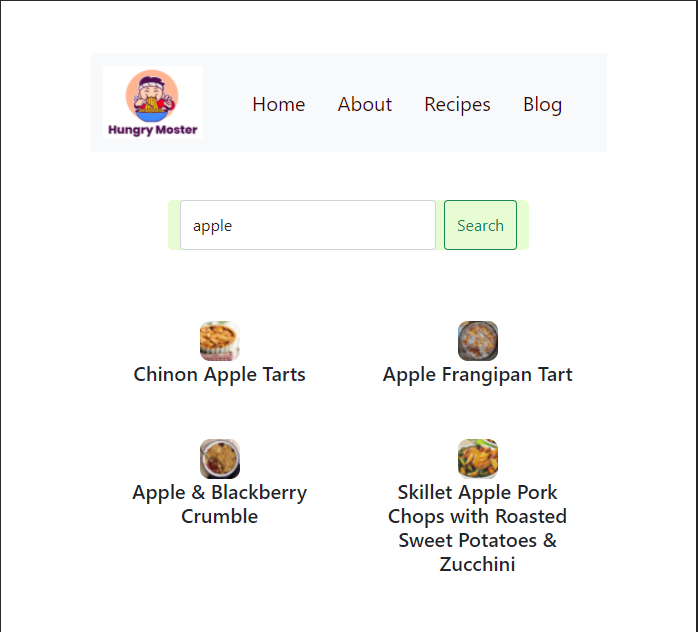 Hungry Moster
Home About Recipes Blog
apple Search
Chinon Apple Tarts
Apple Frangipan Tart
Apple & Blackberry
Crumble
Skillet Apple Pork
Chops with Roasted
Sweet Potatoes &
Zucchini